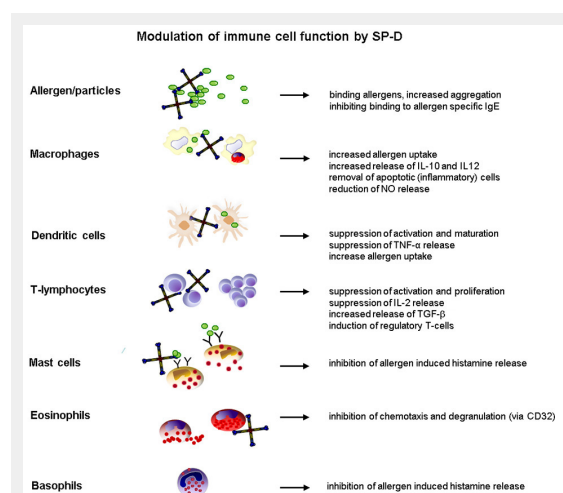 Modulation of immune cell function by SP-D
Allergen/particles
binding allergens, increased aggregation
inhibiting binding to allergen specific IgE
Macrophages
increased allergen uptake
increased release of IL-10 and IL12
removal of apoptotic (inflammatory) cells
reduction of NO release
Dendritic cells
suppression of activation and maturation
suppression of TNF-α release
increase allergen uptake
T-lymphocytes
suppression of activation and proliferation
suppression of IL-2 release
increased release of TGF-β
induction of regulatory T-cells
Mast cells
inhibition of allergen induced histamine release
Eosinophils
inhibition of chemotaxis and degranulation (via CD32)
Basophils
inhibition of allergen induced histamine release